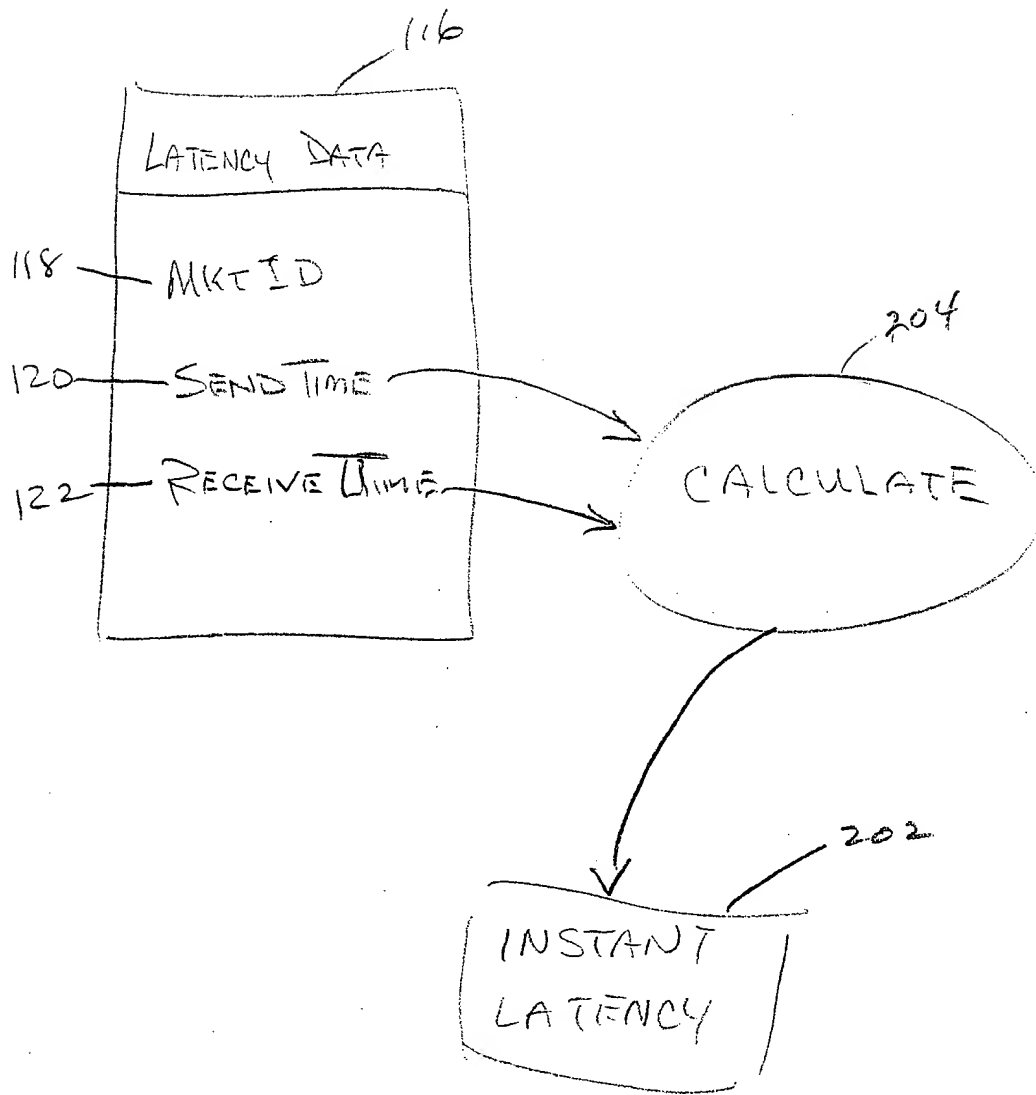 116
LATENCY DATA
118
MKT ID
204
120
SEND TIME
CALCULATE
122
RECEIVE TIME
202
INSTANT
LATENCY